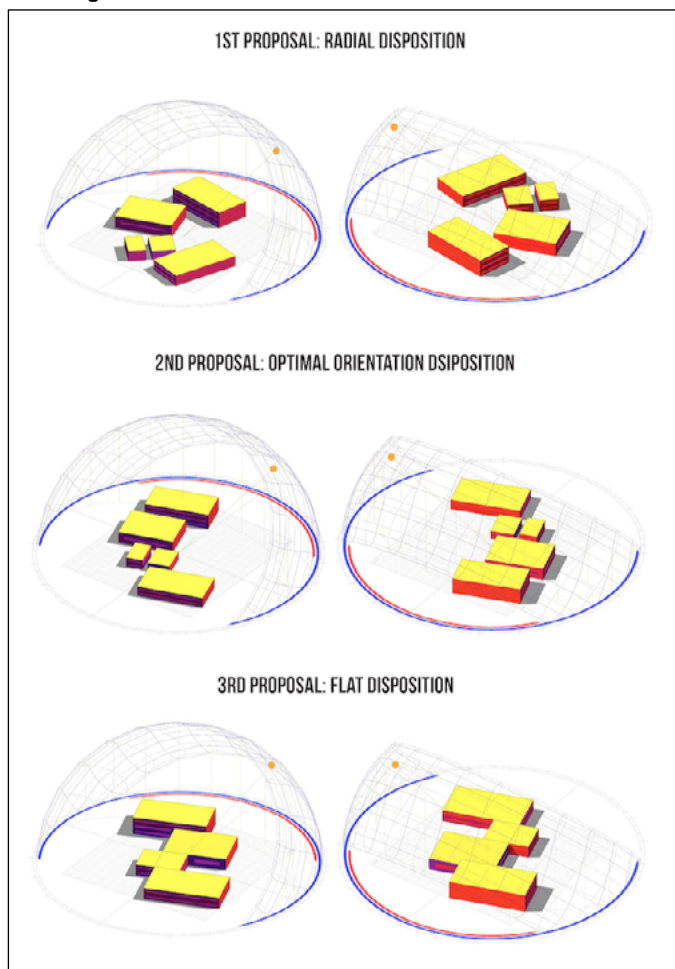 1ST PROPOSAL: RADIAL DISPOSITION
2ND PROPOSAL: OPTIMAL ORIENTATION DSIPOSITION
3RD PROPOSAL: FLAT DISPOSITION